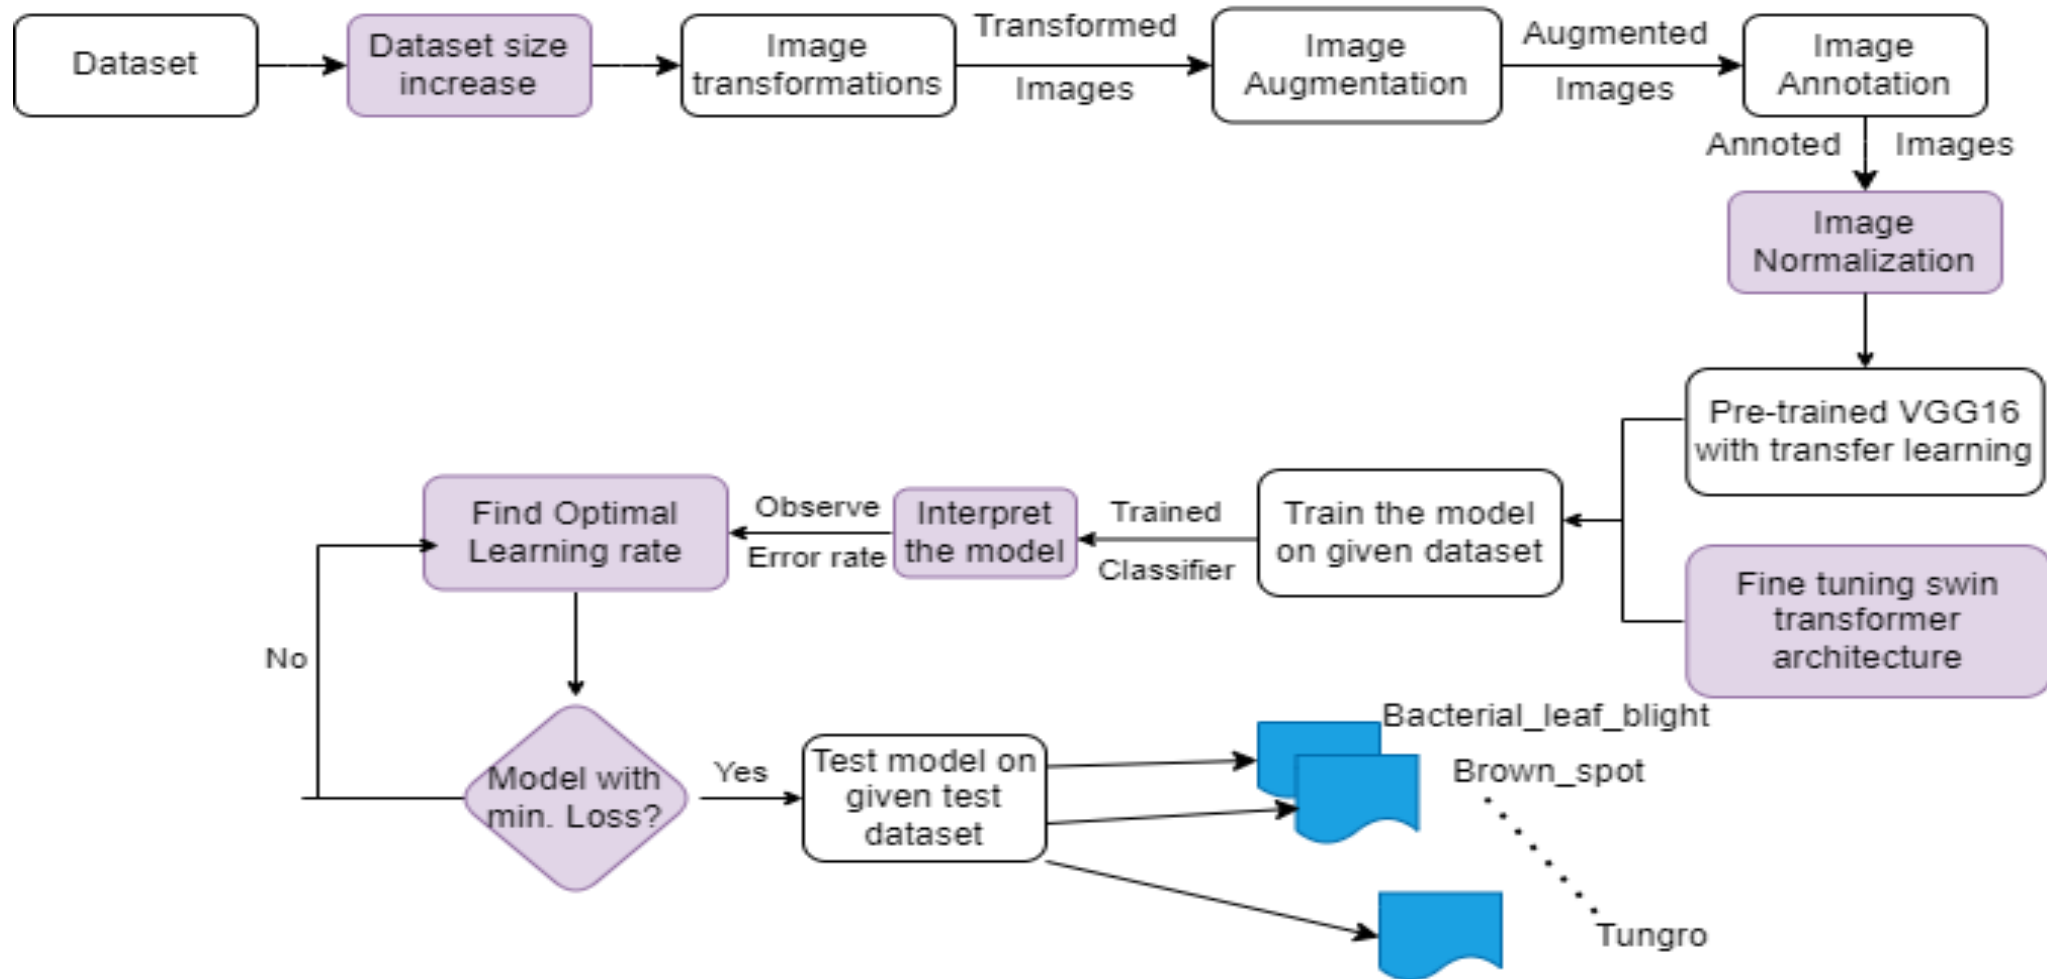 Dataset
Dataset size
increase
Image
transformations
Transformed
Images
Image
Augmentation
Augmented
Images
Image
Annotation
Annoted
Images
Image
Normalization
Pre-trained VGG16
with transfer learning
Fine tuning swin
transformer
architecture
Train the model
on given dataset
Trained
Classifier
Interpret
the model
Observe
Error rate
Find Optimal
Learning rate
No
Model with
min. Loss?
Yes
Test model on
given test
dataset
Bacterial_leaf_blight
Brown_spot
Tungro